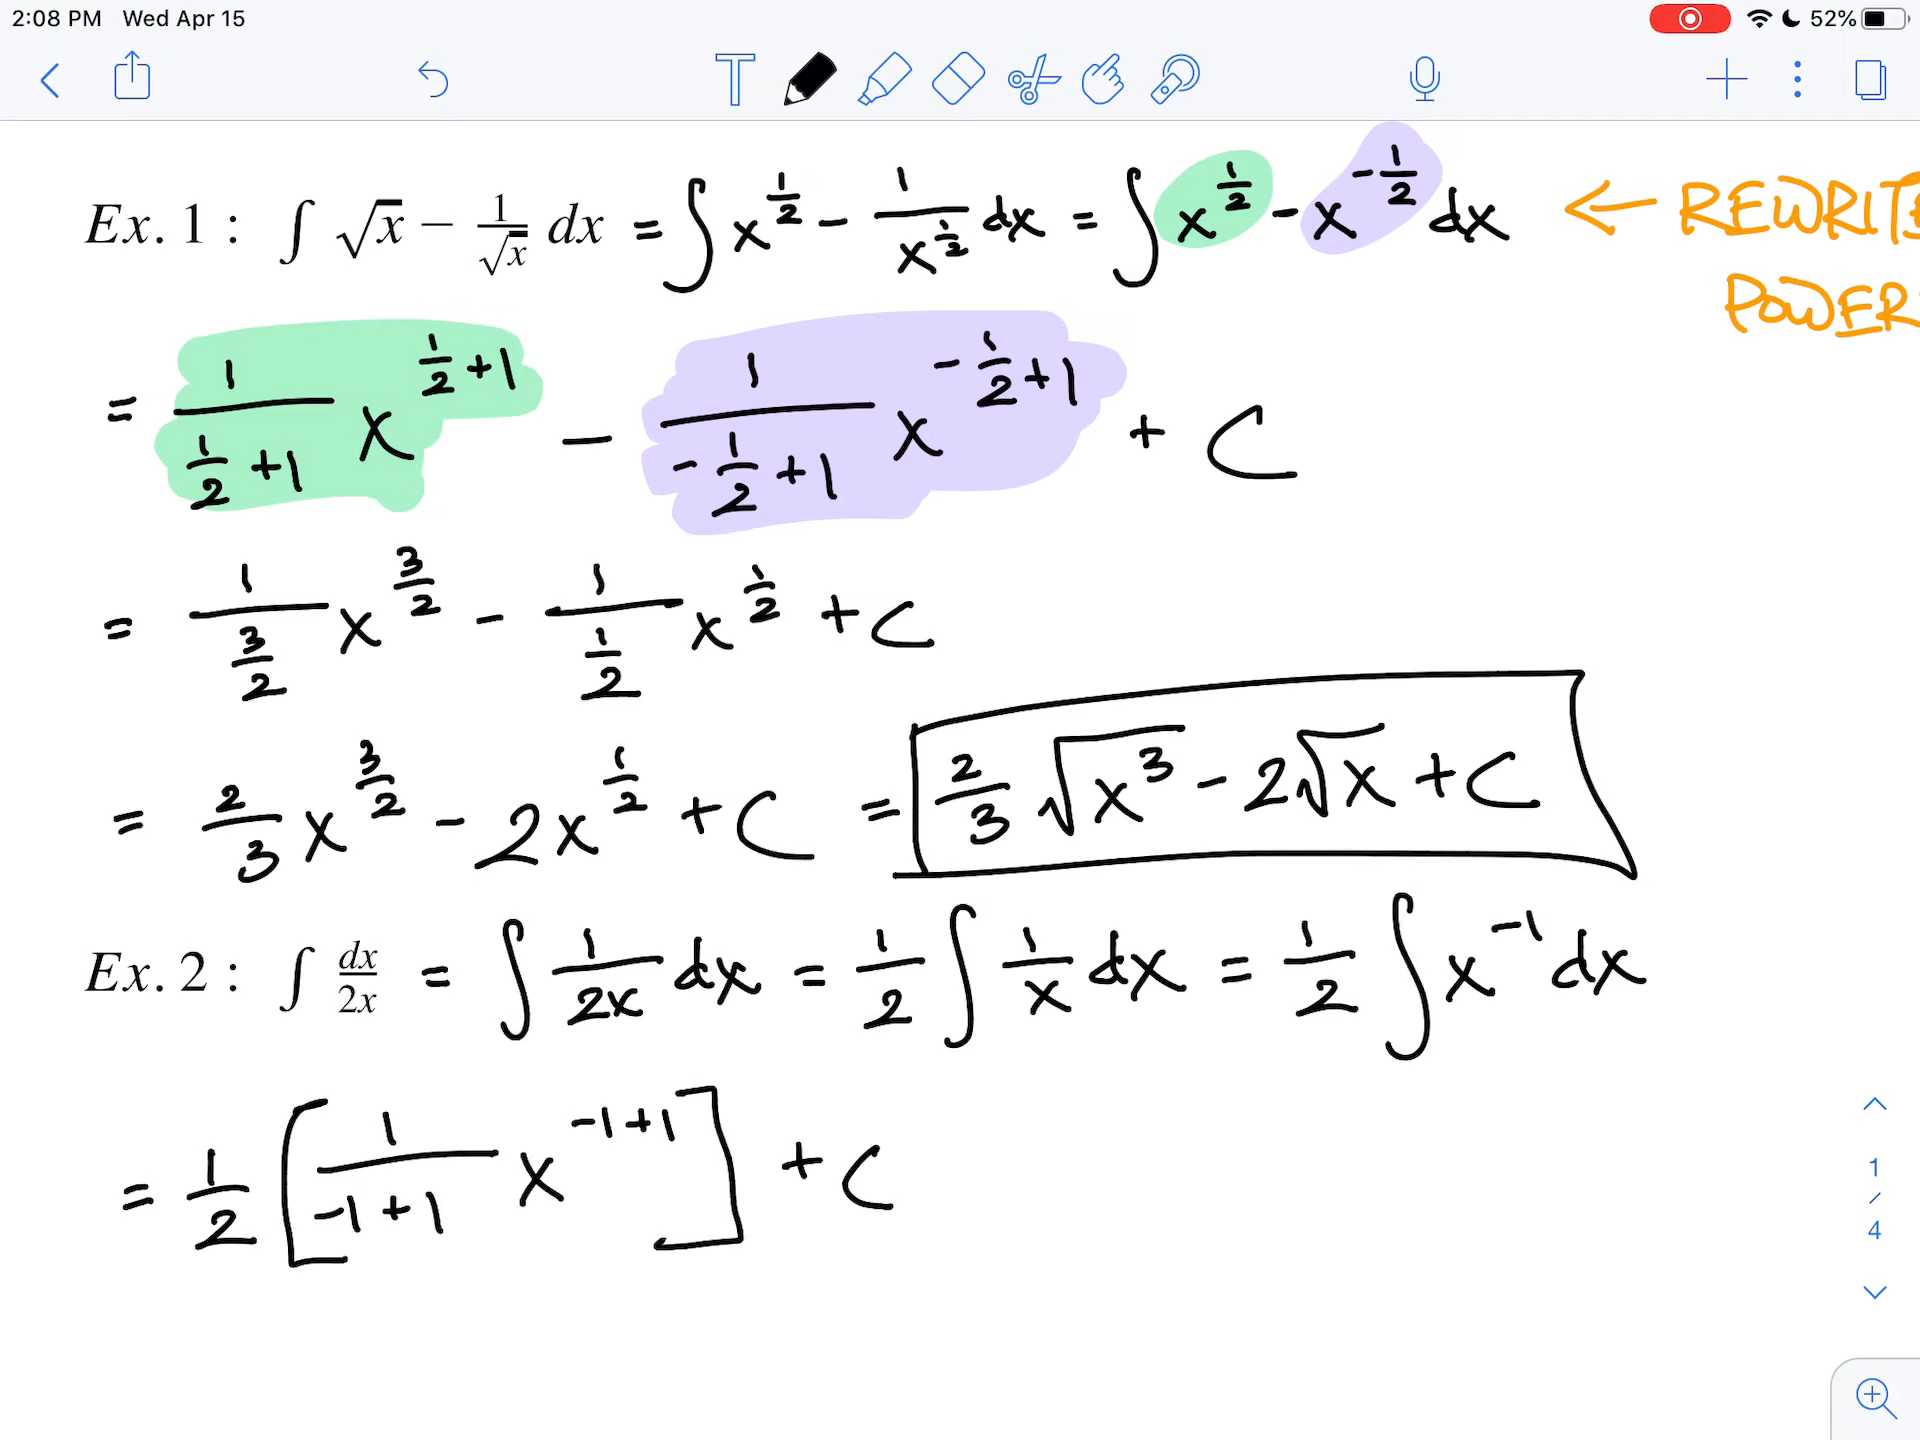 2:08 PM Wed Apr 15 52%
Ex. 1 : ∫ √x − 1/√x dx = ∫ x^(1/2) − 1/x^(1/2) dx = ∫ x^(1/2) − x^(−1/2) dx ← REWRITE
POWER
= 1/(1/2 + 1) x^(1/2 + 1) − 1/(−1/2 + 1) x^(−1/2 + 1) + C
= 1/(3/2) x^(3/2) − 1/(1/2) x^(1/2) + C
= 2/3 x^(3/2) − 2x^(1/2) + C = 2/3 √x^3 − 2√x + C
Ex. 2 : ∫ dx/2x = ∫ 1/2x dx = 1/2 ∫ 1/x dx = 1/2 ∫ x^−1 dx
= 1/2 [1/(−1+1) x^(−1+1)] + C
1
/
4